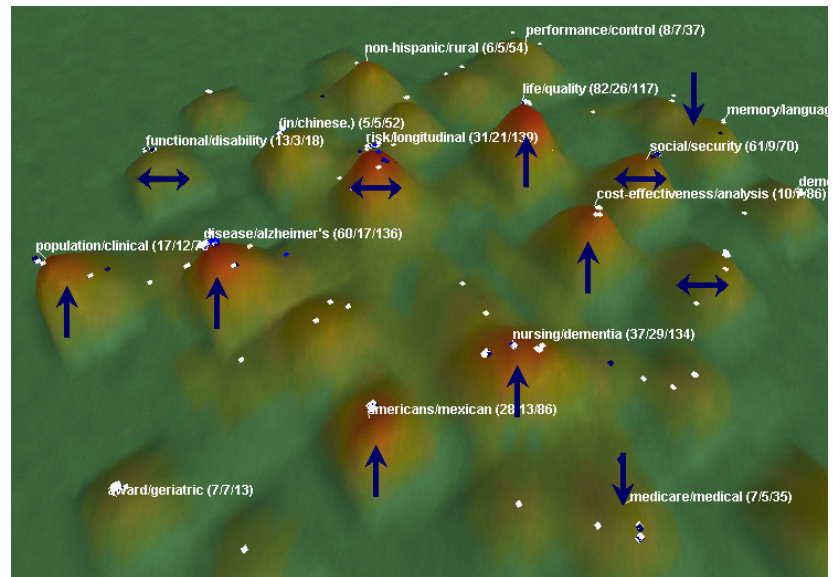 performance/control (8/7/37)
non-hispanic/rural (6/5/54)
life/quality (82/26/117)
memory/languag
(in/chinese.) (5/5/52)
functional/disability (13/3/18)
risk/longitudinal (31/21/139)
social/security (61/9/70)
deme
cost-effectiveness/analysis
disease/alzheimer's (60/17/136)
population/clinical (17/12/
nursing/dementia (37/29/134)
americans/mexican (28/13/86)
award/geriatric (7/7/13)
medicare/medical (7/5/35)